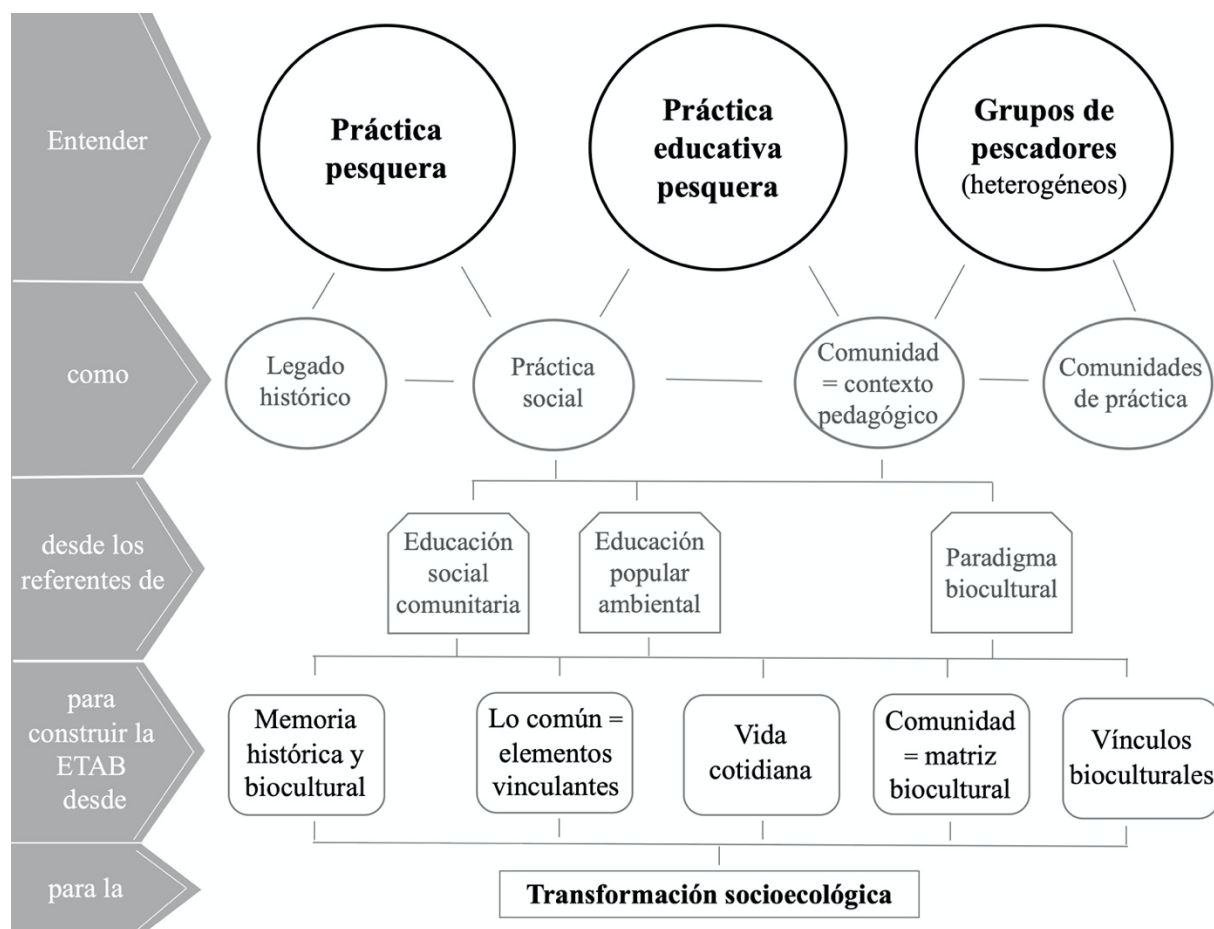 Entender
Práctica
pesquera
Práctica
educativa
pesquera
Grupos de
pescadores
(heterogéneos)
como
Legado
histórico
Práctica
social
Comunidad
= contexto
pedagógico
Comunidades
de práctica
desde los
referentes de
Educación
social
comunitaria
Educación
popular
ambiental
Paradigma
biocultural
para
construir la
ETAB
desde
Memoria
histórica y
biocultural
Lo común =
elementos
vinculantes
Vida
cotidiana
Comunidad
= matriz
biocultural
Vínculos
bioculturales
para la
Transformación socioecológica